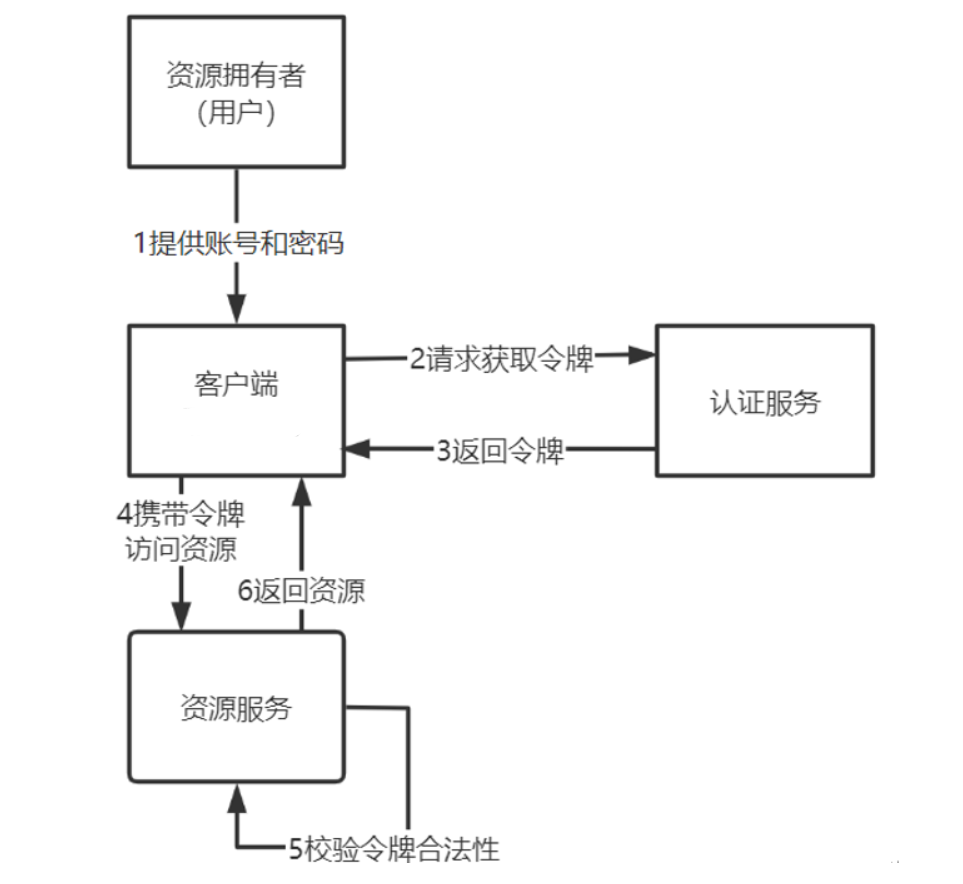 资源拥有者
（用户）
1提供账号和密码
客户端
2请求获取令牌
认证服务
3返回令牌
4携带令牌
访问资源
6返回资源
资源服务
5校验令牌合法性